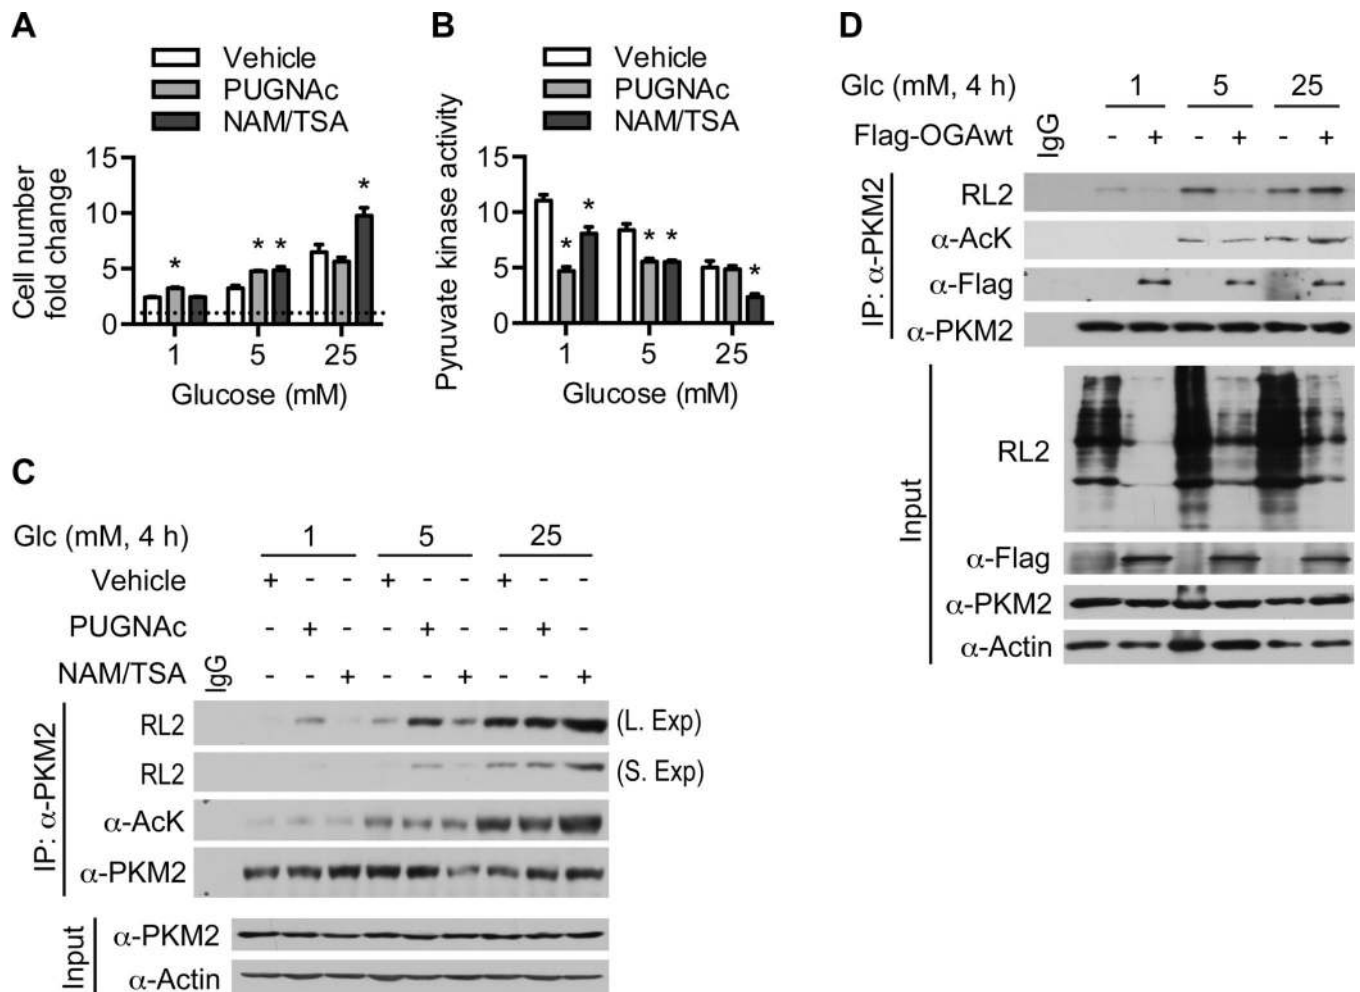 A
Vehicle
PUGNAc
NAM/TSA
Cell number
fold change
15
10
5
0
*
* *
*
1 5 25
Glucose (mM)
B
Vehicle
PUGNAc
NAM/TSA
Pyruvate kinase activity
15
10
5
0
* *
* *
*
1 5 25
Glucose (mM)
C
Glc (mM, 4 h) 1 5 25
Vehicle + - - + - - + - -
PUGNAc - + - - + - - + -
NAM/TSA IgG - - + - - + - - +
IP: α-PKM2
RL2 (L. Exp)
RL2 (S. Exp)
α-AcK
α-PKM2
Input
α-PKM2
α-Actin
D
Glc (mM, 4 h) 1 5 25
Flag-OGAwt IgG - + - + - +
IP: α-PKM2
RL2
α-AcK
α-Flag
α-PKM2
Input
RL2
α-Flag
α-PKM2
α-Actin